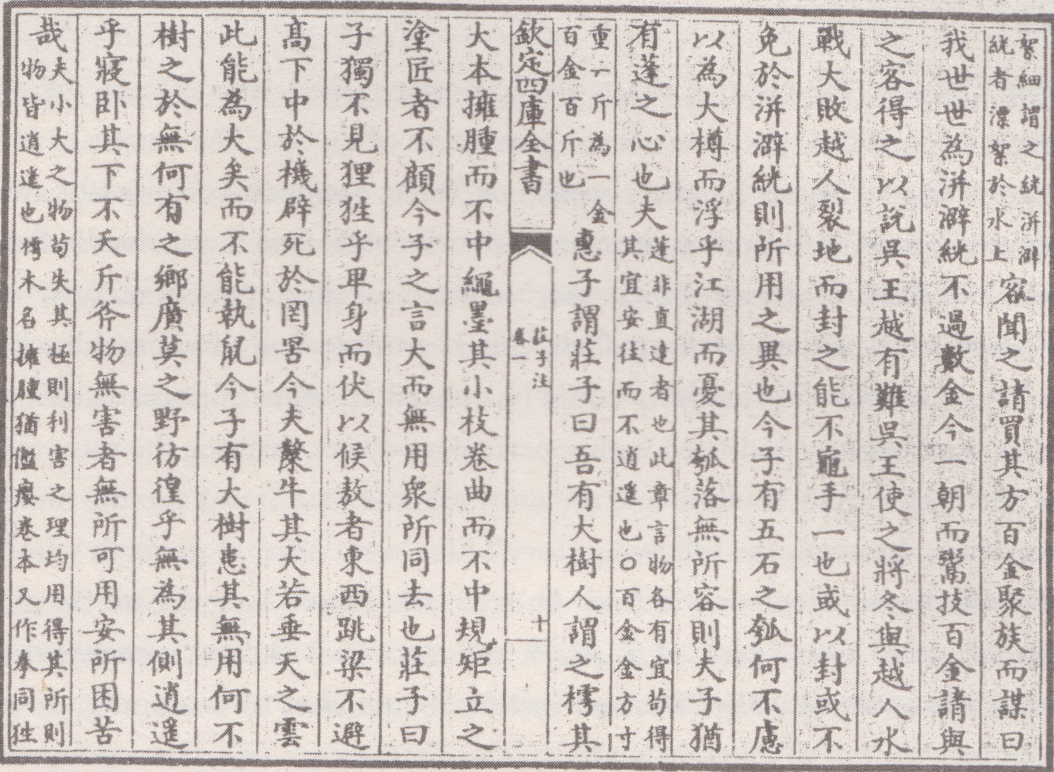 絮細謂之統洴澼
統者漂絮於水上
客聞之請買其方百金聚族而謀曰
我世世為洴澼絖不過數金今一朝而鬻技百金請與
之客得之以說吳王越有難吳王使之將冬與越人水
戰大敗越人裂地而封之能不龜手一也或以封或不
免於洴澼絖則所用之異也今子有五石之瓠何不慮
以為大樽而浮乎江湖而憂其瓠落無所容則夫子猶
有蓬之心也夫
蓬非直達者也此章言物各有宜苟得
其宜安往而不逍遥也〇百金金方寸
重一斤為一金
百金百斤也
惠子謂莊子曰吾有大樹人謂之樗其
欽定四庫全書
莊子注
卷一
十
大本擁腫而不中繩墨其小枝卷曲而不中規矩立之
塗匠者不顧今子之言大而無用衆所同去也莊子曰
子獨不見狸狌乎卑身而伏以候敖者東西跳梁不避
高下中於機辟死於罔罟今夫斄牛其大若垂天之雲
此能為大矣而不能執鼠今子有大樹患其無用何不
樹之於無何有之鄉廣莫之野彷徨乎無為其側逍遥
乎寢卧其下不夭斤斧物無害者無所可用安所困苦
哉
夫小大之物苟失其極則利害之理均用得其所則
物皆逍遥也樗木名擁腫猶㼿癭卷本又作拳同狌